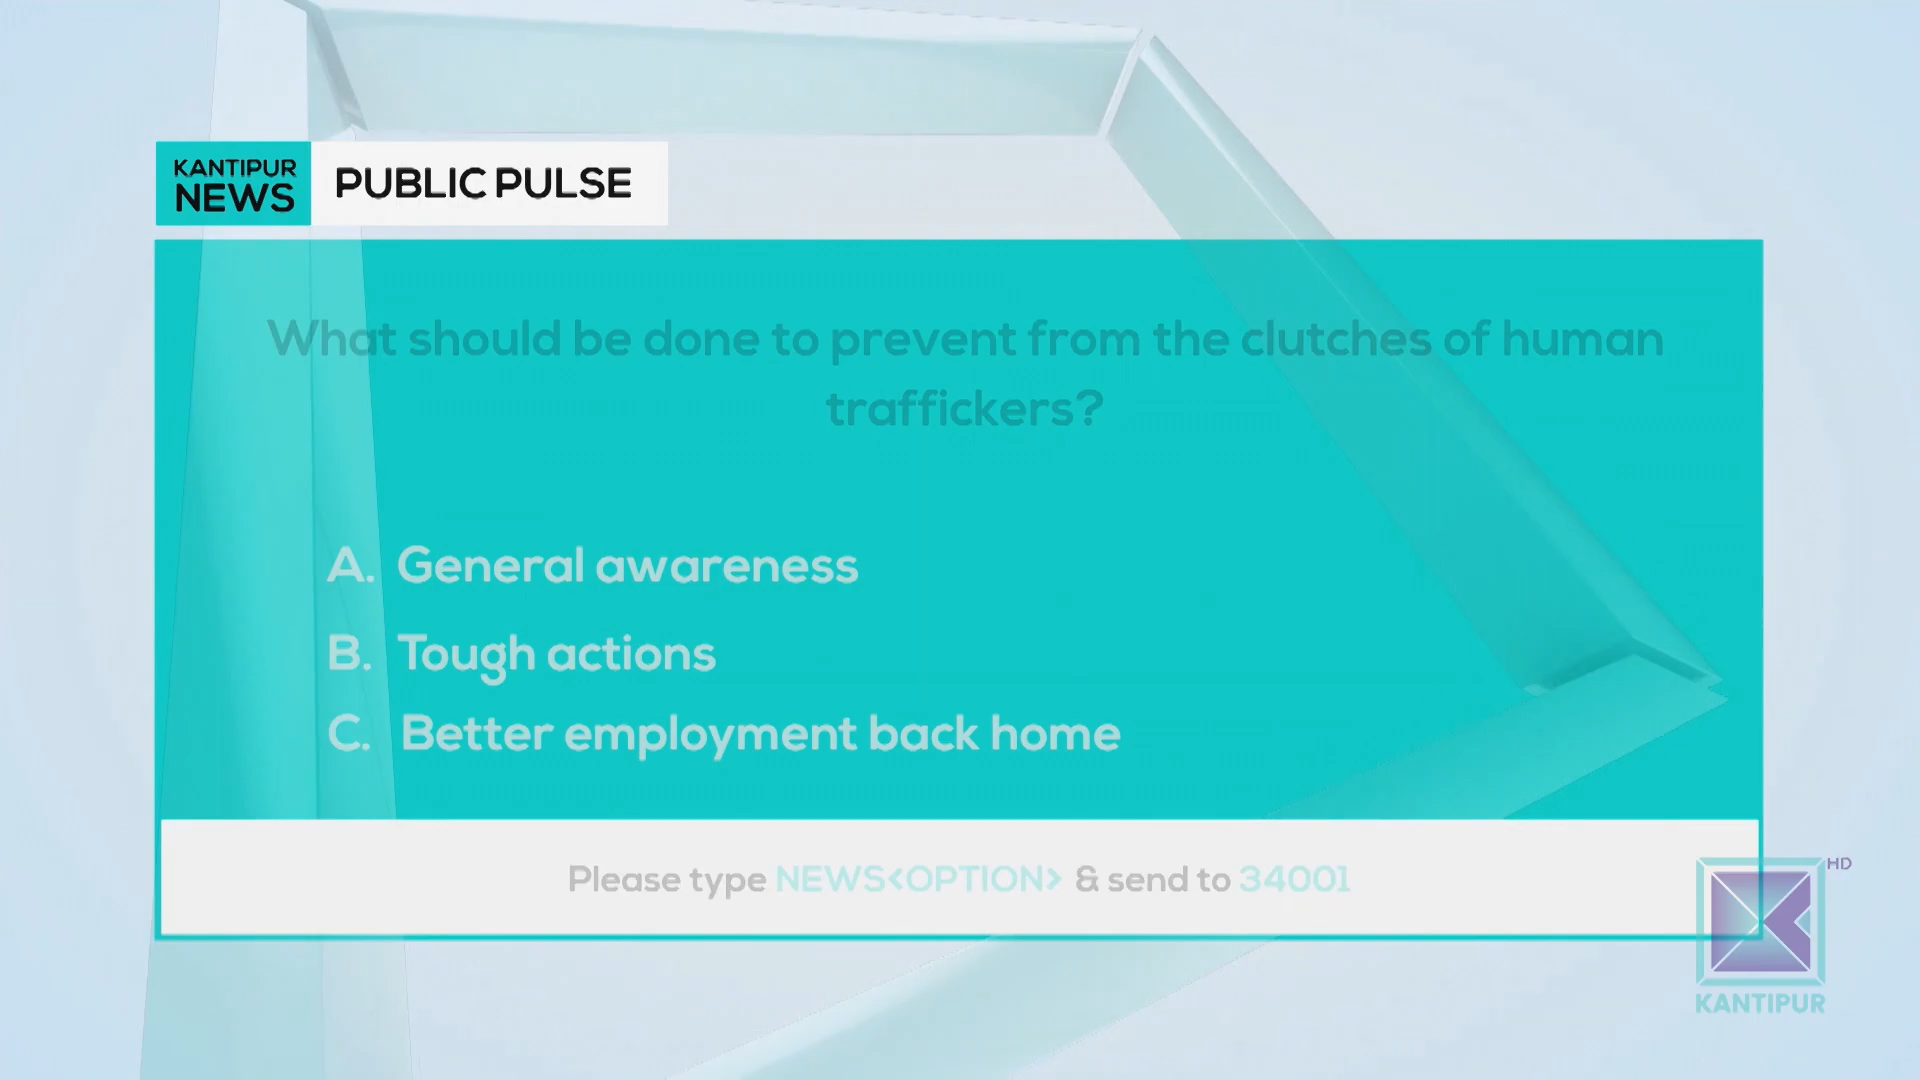 KANTIPUR
NEWS
PUBLIC PULSE
What should be done to prevent from the clutches of human
traffickers?
A. General awareness
B. Tough actions
C. Better employment back home
Please type NEWS<OPTION> & send to 34001
HD
KANTIPUR